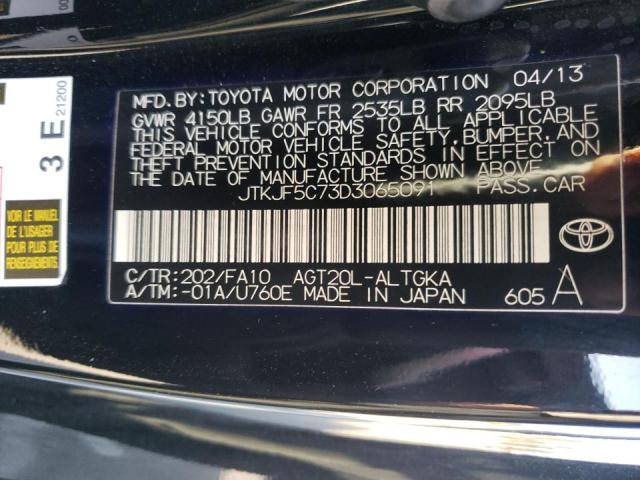 MFD. BY: TOYOTA MOTOR CORPORATION 04/13
GVWR 4150LB GAWR FR 2535LB RR 2095LB
THIS VEHICLE CONFORMS TO ALL APPLICABLE
FEDERAL MOTOR VEHICLE SAFETY, BUMPER, AND
THEFT PREVENTION STANDARDS IN EFFECT ON
THE DATE OF MANUFACTURE SHOWN ABOVE.
JTKJF5C73D3065091 PASS. CAR
C/TR: 202/FA10 AGT20L-ALTGKA
A/TM: -01A/U760E MADE IN JAPAN 605 A
3 E
21200
VOIR LE MANUEL
POUR PLUS DE